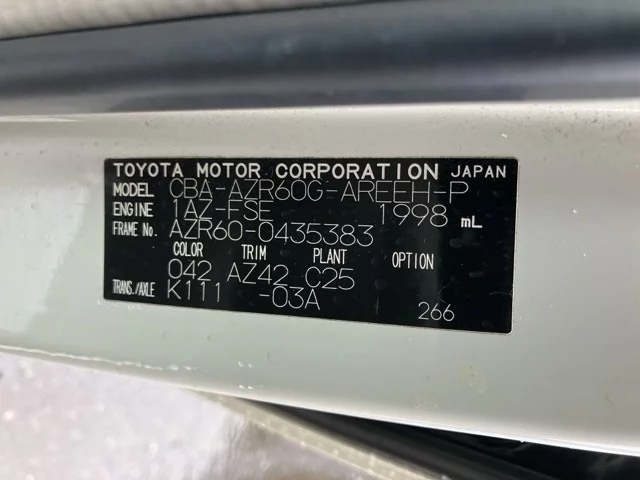 TOYOTA MOTOR CORPORATION JAPAN
MODEL CBA-AZR60G-AREEH-P
ENGINE 1AZ-FSE 1998 mL
FRAME No. AZR60-0435383
COLOR TRIM PLANT OPTION
042 AZ42 C25
TRANS./AXLE K111 -03A
266